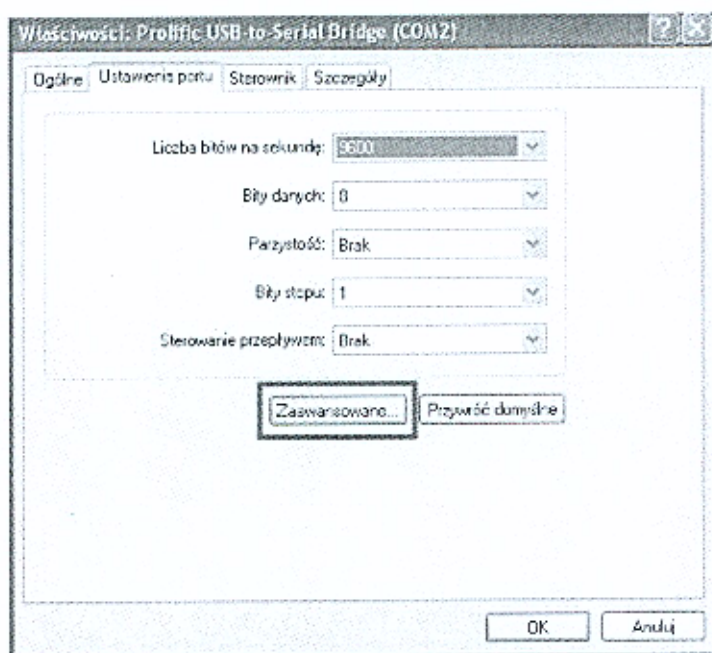 Właściwości: Prolific USB-to-Serial Bridge (COM2)
Ogólne Ustawienia portu Sterownik Szczegóły
Liczba bitów na sekundę: 9600
Bity danych: 8
Parzystość: Brak
Bity stopu: 1
Sterowanie przepływem: Brak
Zaawansowane... Przywróć domyślne
OK Anuluj